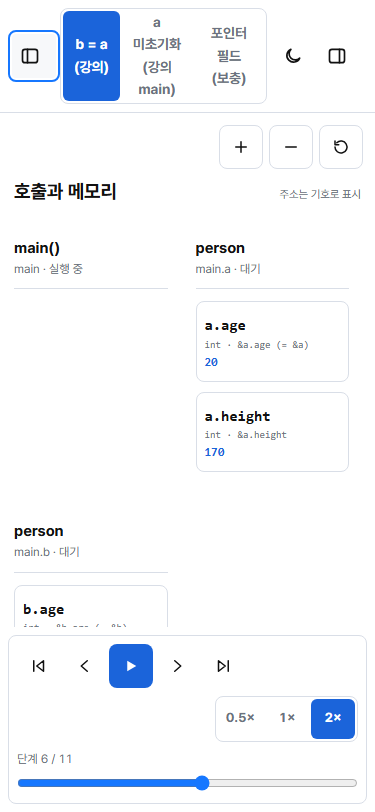 b = a
(강의)
a
미초기화
(강의
main)
포인터
필드
(보충)
호출과 메모리
주소는 기호로 표시
main()
main · 실행 중
person
main.a · 대기
a.age
int · &a.age (= &a)
20
a.height
int · &a.height
170
person
main.b · 대기
b.age
0.5×
1×
2×
단계 6 / 11